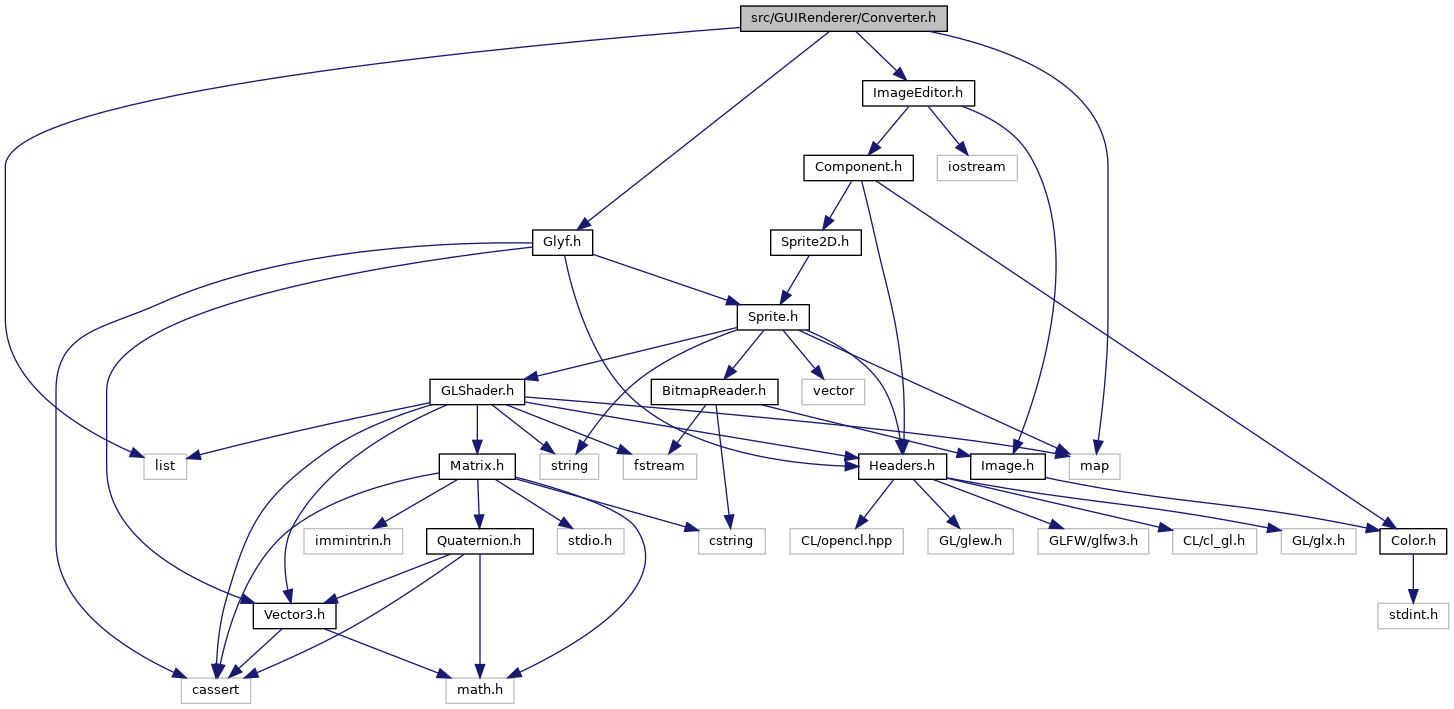 src/GUIRenderer/Converter.h
ImageEditor.h
Component.h
iostream
Glyf.h
Sprite2D.h
Sprite.h
GLShader.h
BitmapReader.h
vector
list
Matrix.h
string
fstream
Headers.h
Image.h
map
immintrin.h
Quaternion.h
stdio.h
cstring
CL/opencl.hpp
GL/glew.h
GLFW/glfw3.h
CL/cl_gl.h
GL/glx.h
Color.h
Vector3.h
stdint.h
cassert
math.h